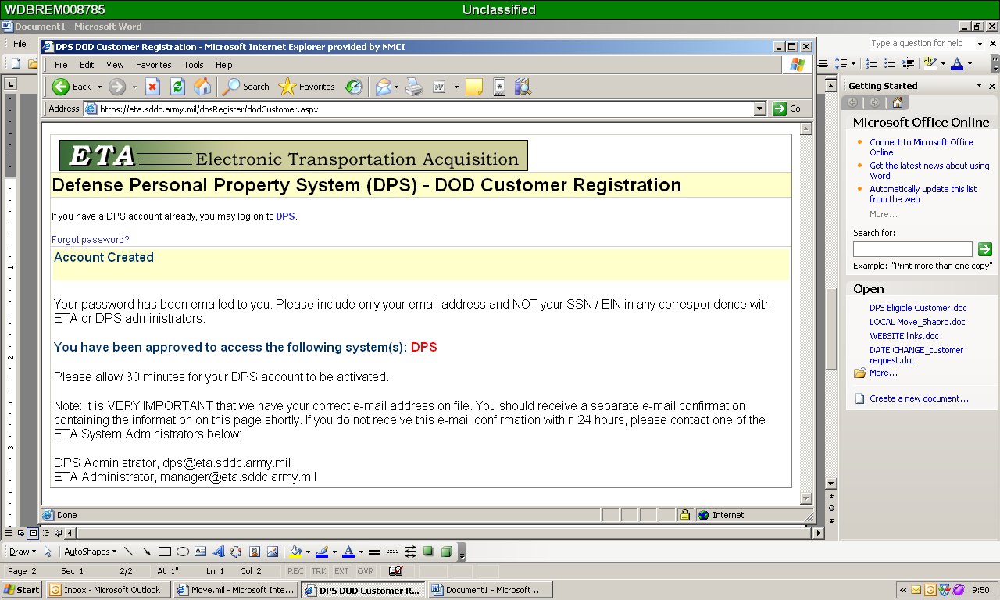 WDBREM008785
Unclassified
Document1 - Microsoft Word
File
Type a question for help
DPS DOD Customer Registration - Microsoft Internet Explorer provided by NMCI
File Edit View Favorites Tools Help
Back Search Favorites
Address https://eta.sddc.army.mil/dpsRegister/dodCustomer.aspx Go
ETA Electronic Transportation Acquisition
Defense Personal Property System (DPS) - DOD Customer Registration
If you have a DPS account already, you may log on to DPS.
Forgot password?
Account Created
Your password has been emailed to you. Please include only your email address and NOT your SSN / EIN in any correspondence with
ETA or DPS administrators.
You have been approved to access the following system(s): DPS
Please allow 30 minutes for your DPS account to be activated.
Note: It is VERY IMPORTANT that we have your correct e-mail address on file. You should receive a separate e-mail confirmation
containing the information on this page shortly. If you do not receive this e-mail confirmation within 24 hours, please contact one of the
ETA System Administrators below:
DPS Administrator, dps@eta.sddc.army.mil
ETA Administrator, manager@eta.sddc.army.mil
Done
Internet
Getting Started
Microsoft Office Online
Connect to Microsoft Office
Online
Get the latest news about using
Word
Automatically update this list
from the web
More...
Search for:
Example: "Print more than one copy"
Open
DPS Eligible Customer.doc
LOCAL Move_Shapro.doc
WEBSITE links.doc
DATE CHANGE_customer
request.doc
More...
Create a new document...
1
2
3
Draw AutoShapes
Page 2 Sec 1 2/2 At 1" Ln 1 Col 2 REC TRK EXT OVR
Start Inbox - Microsoft Outlook Move.mil - Microsoft Inte... DPS DOD Customer R... Document1 - Microsoft ... 9:50